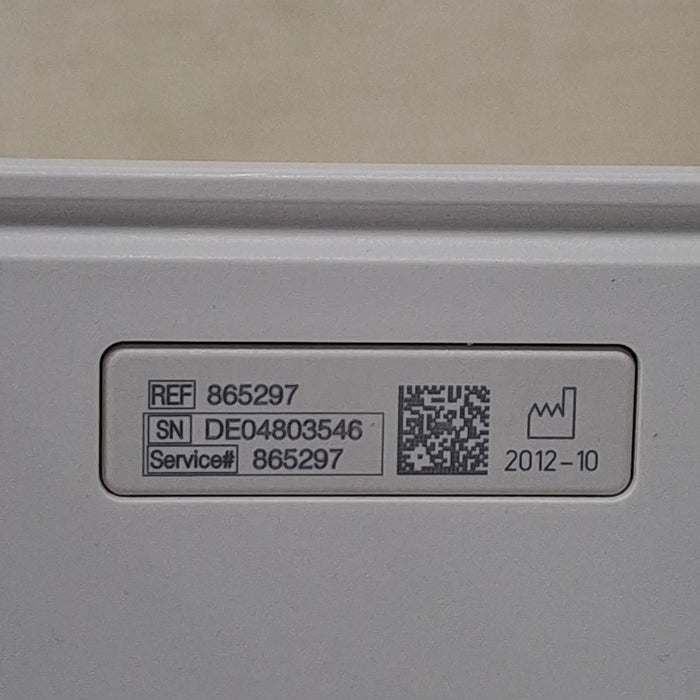 REF 865297
SN DE04803546
Service# 865297
2012-10